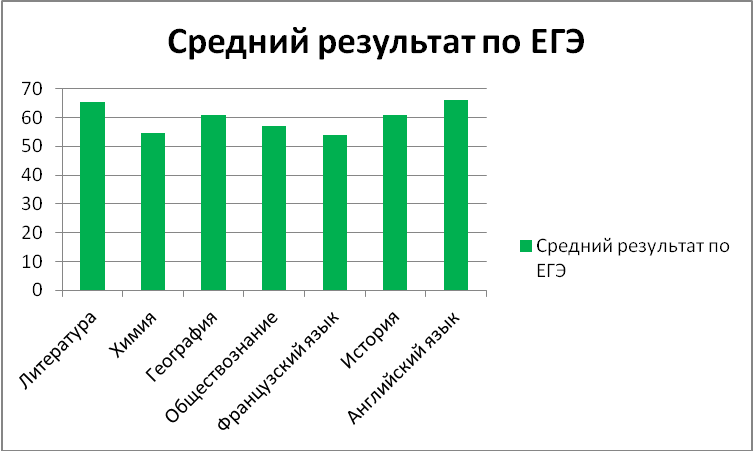 Средний результат по ЕГЭ
70
60
50
40
30
20
10
0
Литература
Химия
География
Обществознание
Французский язык
История
Английский язык
Средний результат по
ЕГЭ